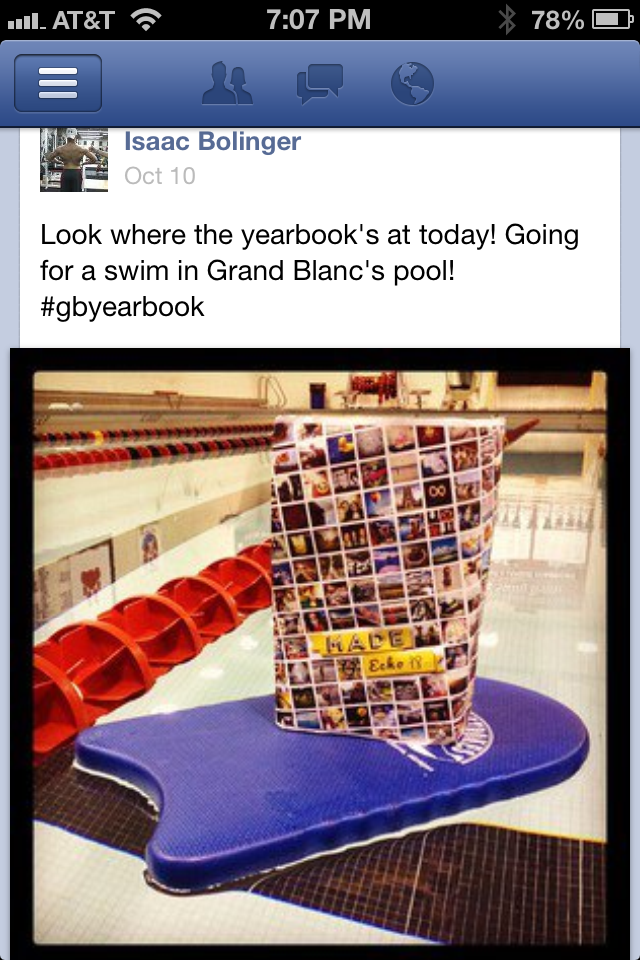 AT&T 7:07 PM 78%
Isaac Bolinger
Oct 10
Look where the yearbook's at today! Going
for a swim in Grand Blanc's pool!
#gbyearbook
MADE
Echo